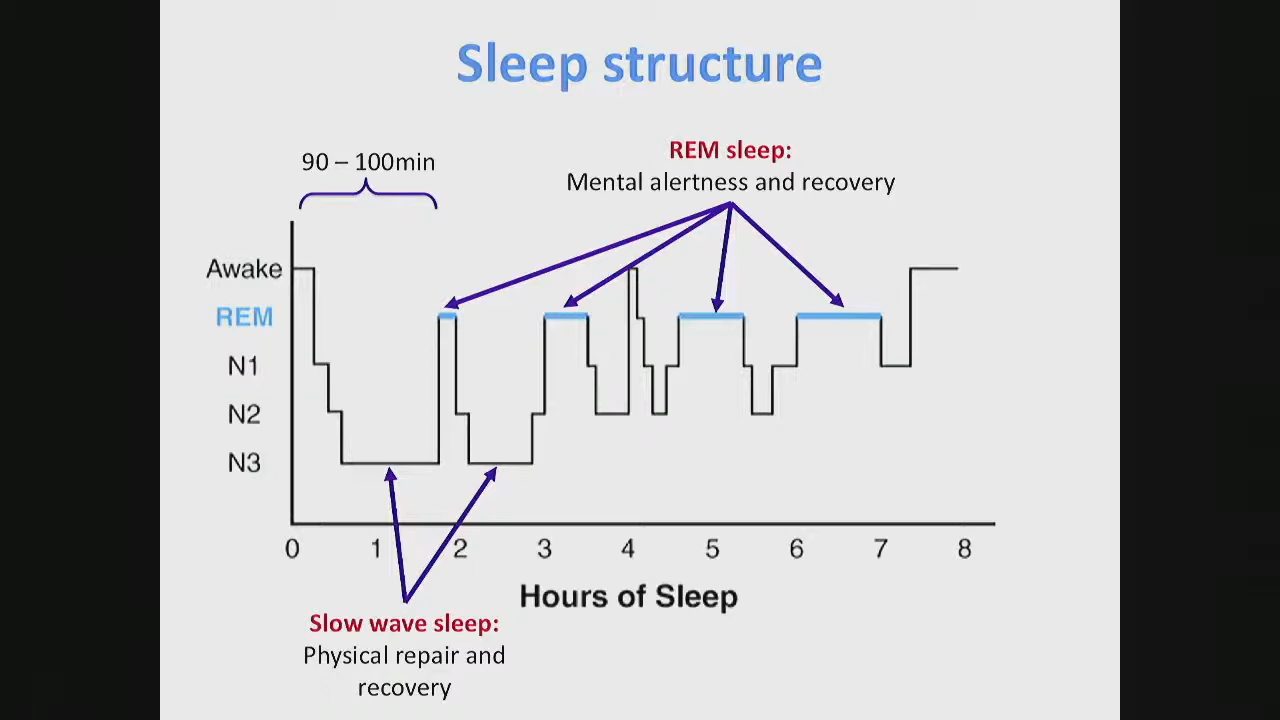 Sleep structure
90 – 100min
REM sleep:
Mental alertness and recovery
Awake
REM
N1
N2
N3
0 1 2 3 4 5 6 7 8
Hours of Sleep
Slow wave sleep:
Physical repair and
recovery